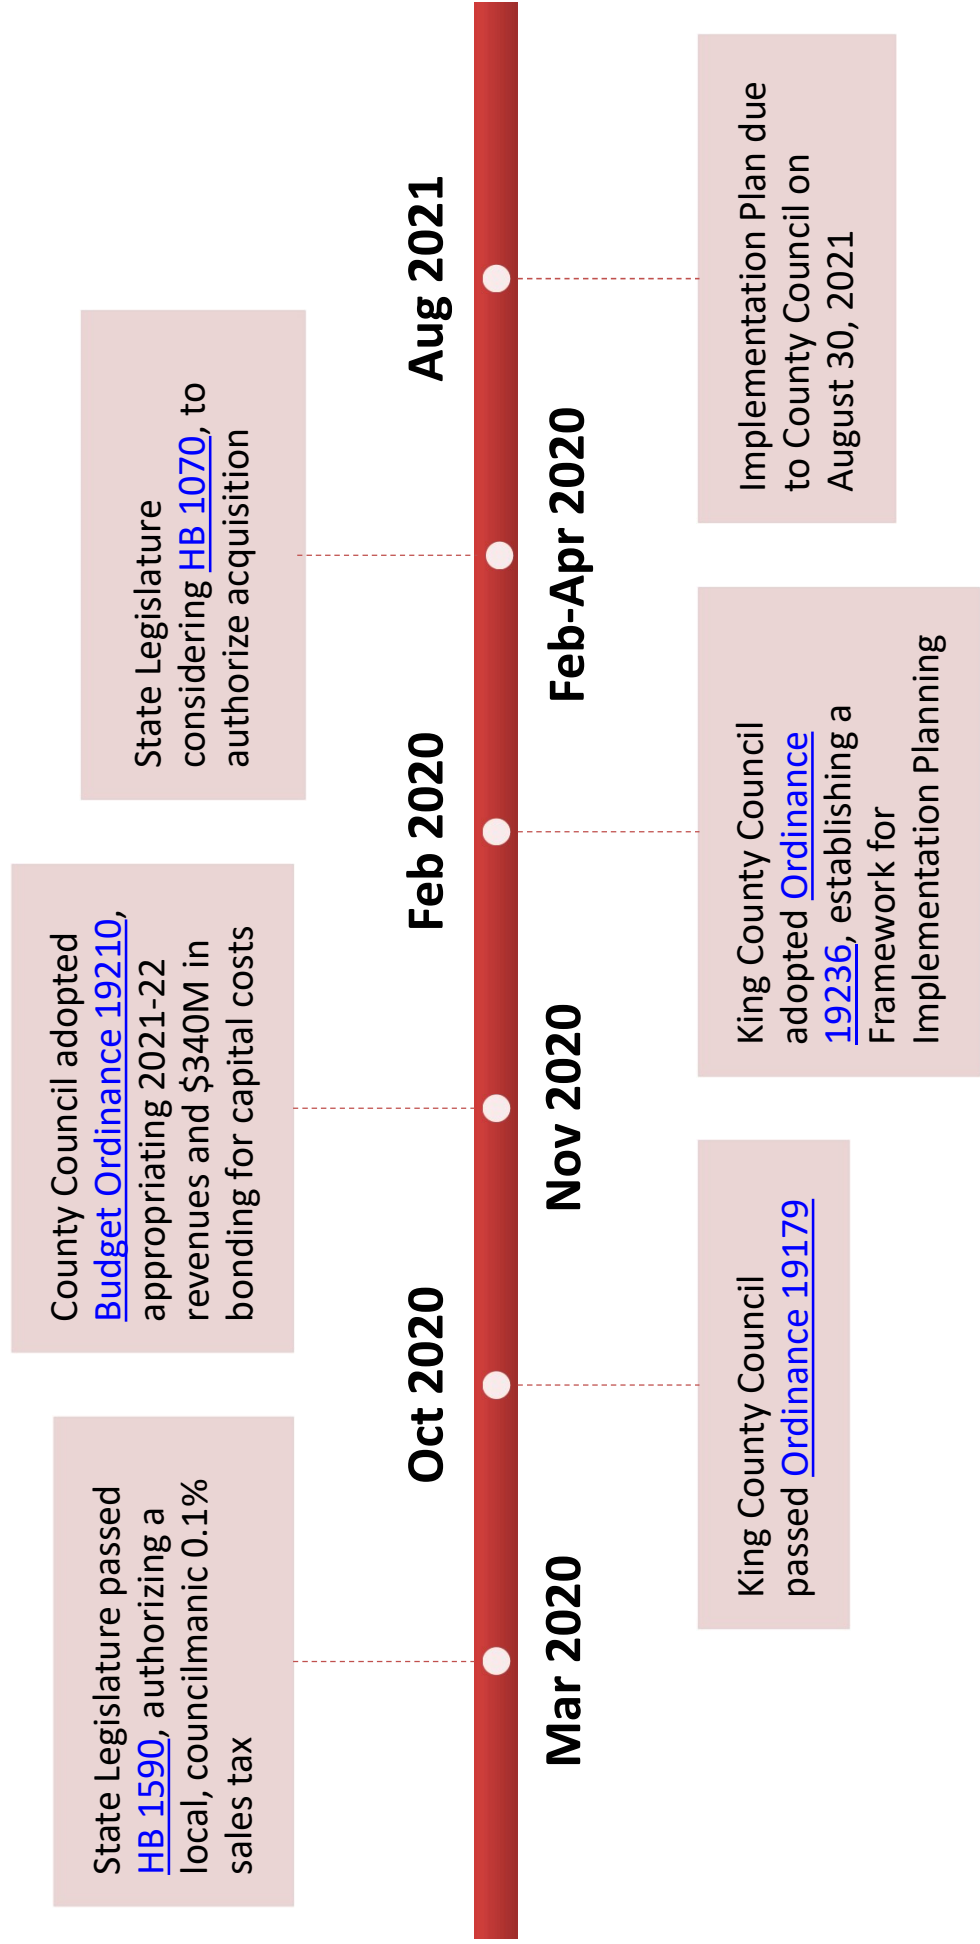 State Legislature passed
HB 1590, authorizing a
local, councilmanic 0.1%
sales tax
Mar 2020
King County Council
passed Ordinance 19179
Oct 2020
County Council adopted
Budget Ordinance 19210,
appropriating 2021-22
revenues and $340M in
bonding for capital costs
Nov 2020
King County Council
adopted Ordinance
19236, establishing a
Framework for
Implementation Planning
Feb 2020
State Legislature
considering HB 1070, to
authorize acquisition
Feb-Apr 2020
Implementation Plan due
to County Council on
August 30, 2021
Aug 2021